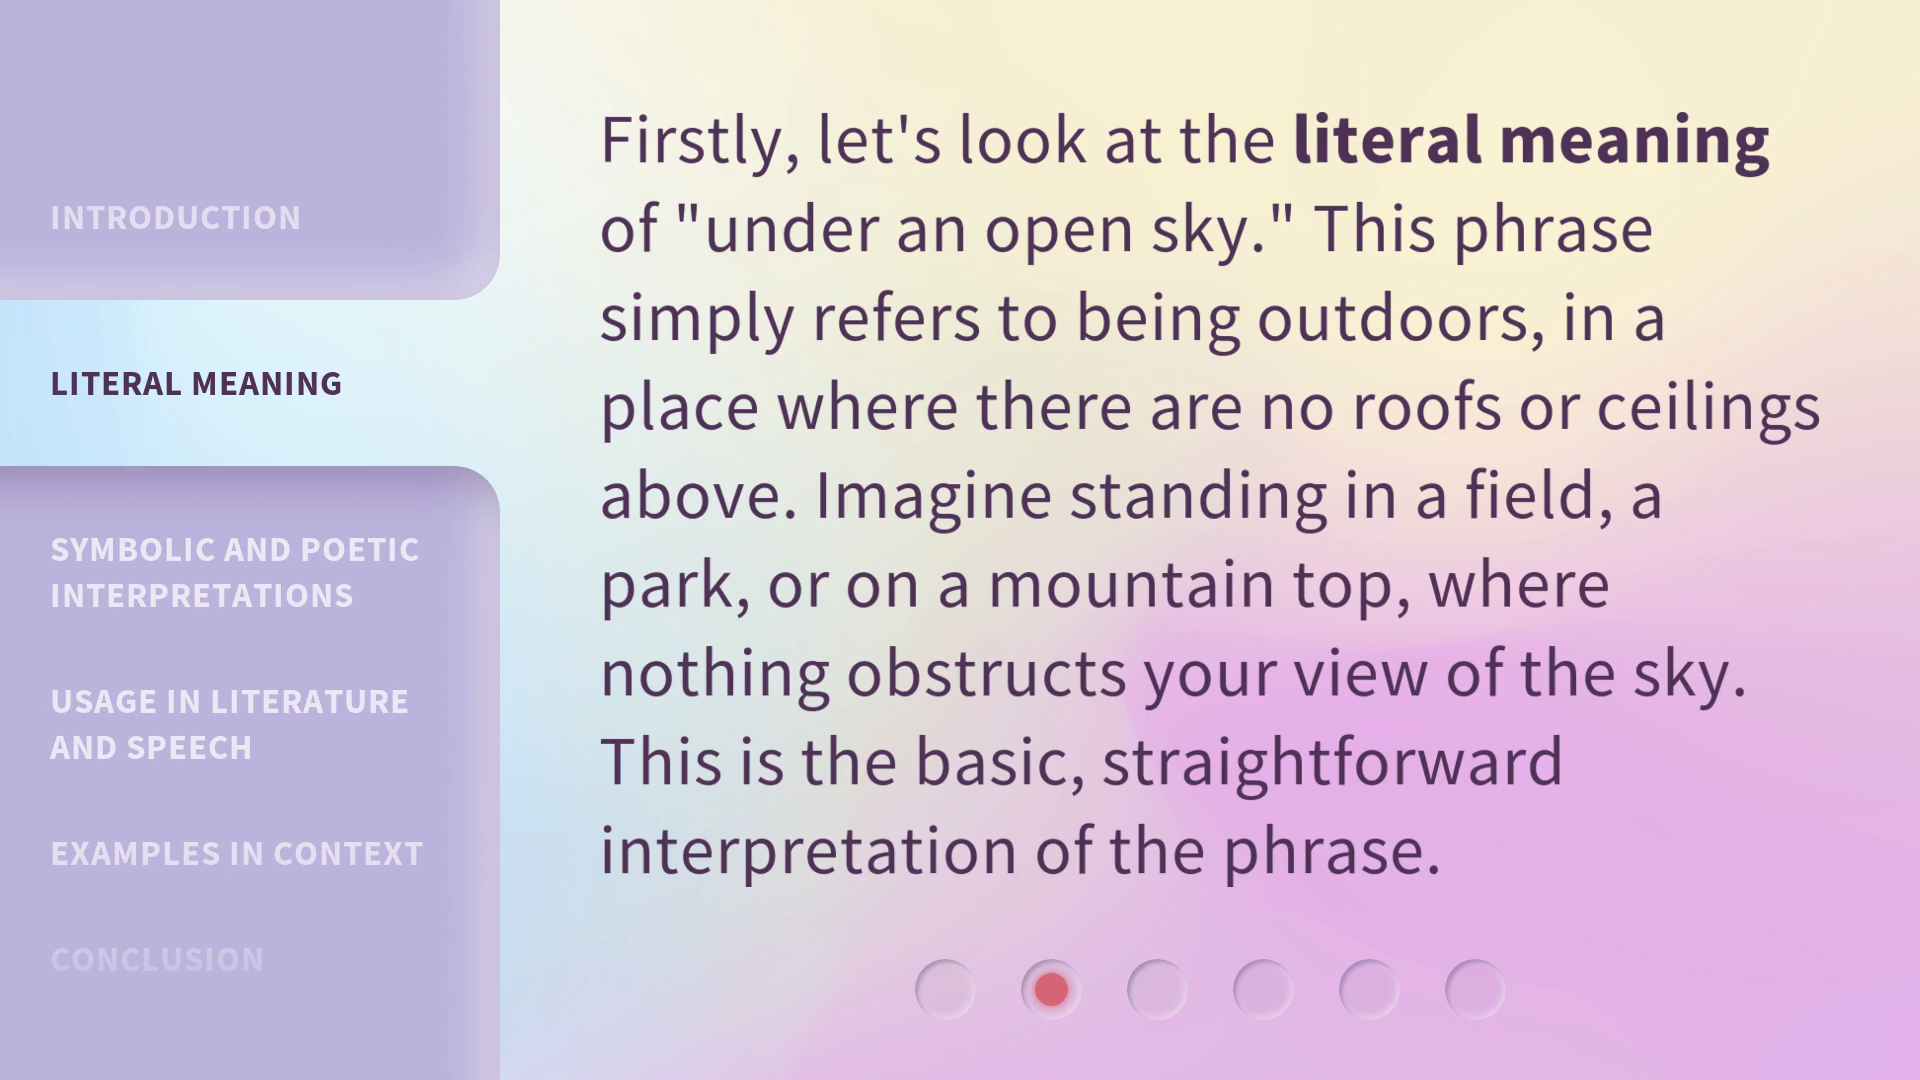 INTRODUCTION
LITERAL MEANING
SYMBOLIC AND POETIC
INTERPRETATIONS
USAGE IN LITERATURE
AND SPEECH
EXAMPLES IN CONTEXT
CONCLUSION
Firstly, let's look at the literal meaning
of "under an open sky." This phrase
simply refers to being outdoors, in a
place where there are no roofs or ceilings
above. Imagine standing in a field, a
park, or on a mountain top, where
nothing obstructs your view of the sky.
This is the basic, straightforward
interpretation of the phrase.